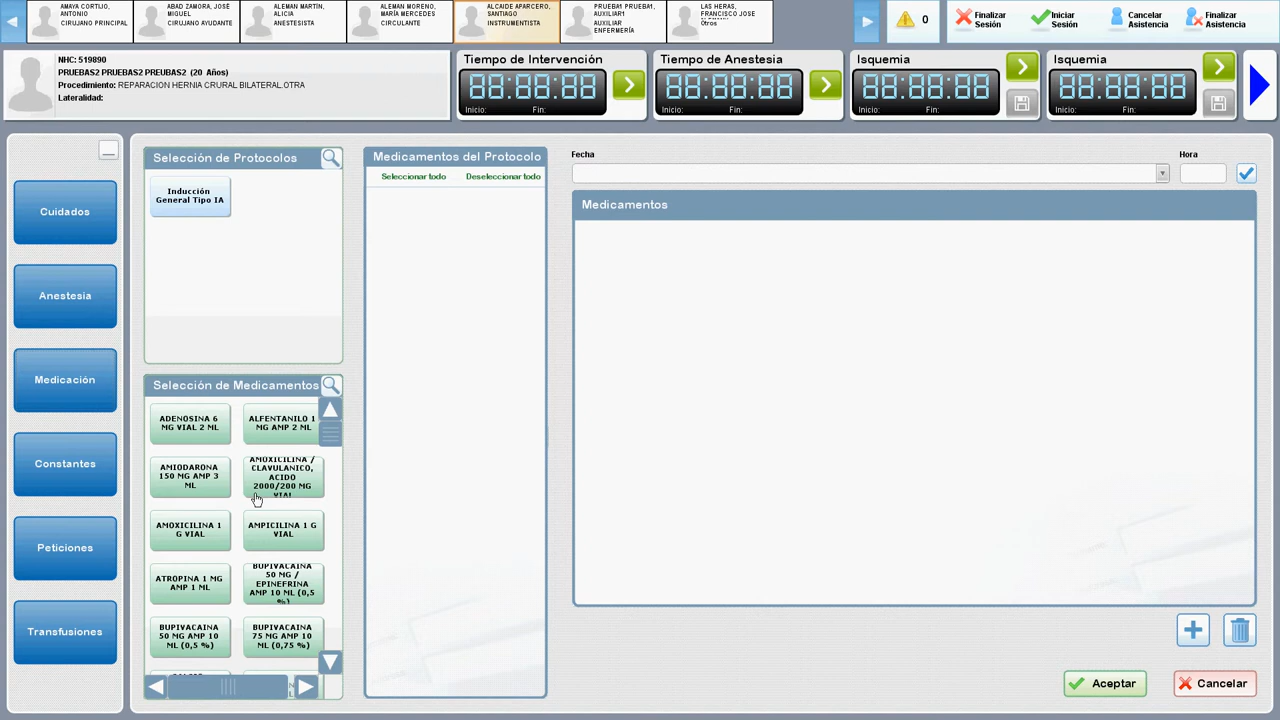 AMAYA CORTIJO,
ANTONIO
CIRUJANO PRINCIPAL
ABAD ZAMORA, JOSÉ
MIGUEL
CIRUJANO AYUDANTE
ALEMAN MARTÍN,
ALICIA
ANESTESISTA
ALEMAN MORENO,
MARÍA MERCEDES
CIRCULANTE
ALCAIDE APARCERO,
SANTIAGO
INSTRUMENTISTA
PRUEBA$1 PRUEBA1,
AUXILIAR1
AUXILIAR
ENFERMERÍA
LAS HERAS,
FRANCISCO JOSE
Otros
0
Finalizar
Sesión
Iniciar
Sesión
Cancelar
Asistencia
Finalizar
Asistencia
NHC: 519890
PRUEBAS2 PRUEBAS2 PREUBAS2 (20 Años)
Procedimiento: REPARACION HERNIA CRURAL BILATERAL.OTRA
Lateralidad:
Tiempo de Intervención
88:88:88
Inicio: Fin:
Tiempo de Anestesia
88:88:88
Inicio: Fin:
Isquemia
88:88:88
Inicio: Fin:
Isquemia
88:88:88
Inicio: Fin:
Cuidados
Anestesia
Medicación
Constantes
Peticiones
Transfusiones
Selección de Protocolos
Inducción
General Tipo IA
Selección de Medicamentos
ADENOSINA 6
MG VIAL 2 ML
ALFENTANILO 1
MG AMP 2 ML
AMIODARONA
150 MG AMP 3
ML
AMOXICILINA /
CLAVULANICO,
ACIDO
2000/200 MG
VIAL
AMOXICILINA 1
G VIAL
AMPICILINA 1 G
VIAL
ATROPINA 1 MG
AMP 1 ML
BUPIVACAINA
50 MG /
EPINEFRINA
AMP 10 ML (0,5
%)
BUPIVACAINA
50 MG AMP 10
ML (0,5 %)
BUPIVACAINA
75 MG AMP 10
ML (0,75 %)
Medicamentos del Protocolo
Seleccionar todo Deseleccionar todo
Fecha
Hora
Medicamentos
Aceptar
Cancelar